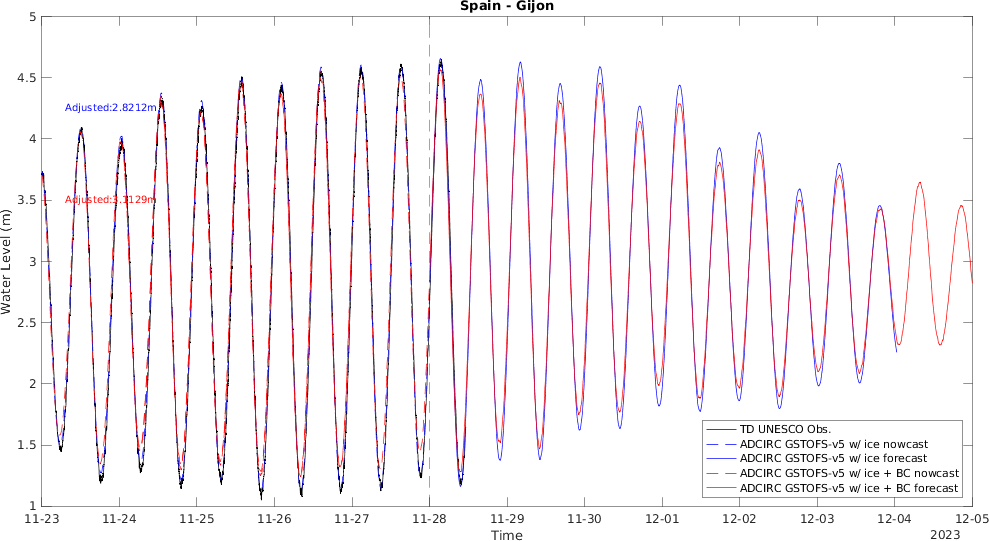 Spain - Gijon
Water Level (m)
5
4.5
4
3.5
3
2.5
2
1.5
1
Adjusted:2.8212m
Adjusted:3.1129m
TD UNESCO Obs.
ADCIRC GSTOFS-v5 w/ ice nowcast
ADCIRC GSTOFS-v5 w/ ice forecast
ADCIRC GSTOFS-v5 w/ ice + BC nowcast
ADCIRC GSTOFS-v5 w/ ice + BC forecast
11-23 11-24 11-25 11-26 11-27 11-28 11-29 11-30 12-01 12-02 12-03 12-04 12-05
Time
2023